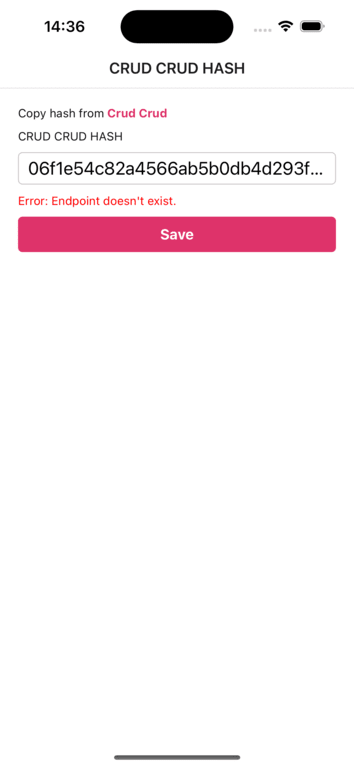 14:36
CRUD CRUD HASH
Copy hash from Crud Crud
CRUD CRUD HASH
06f1e54c82a4566ab5b0db4d293f...
Error: Endpoint doesn't exist.
Save